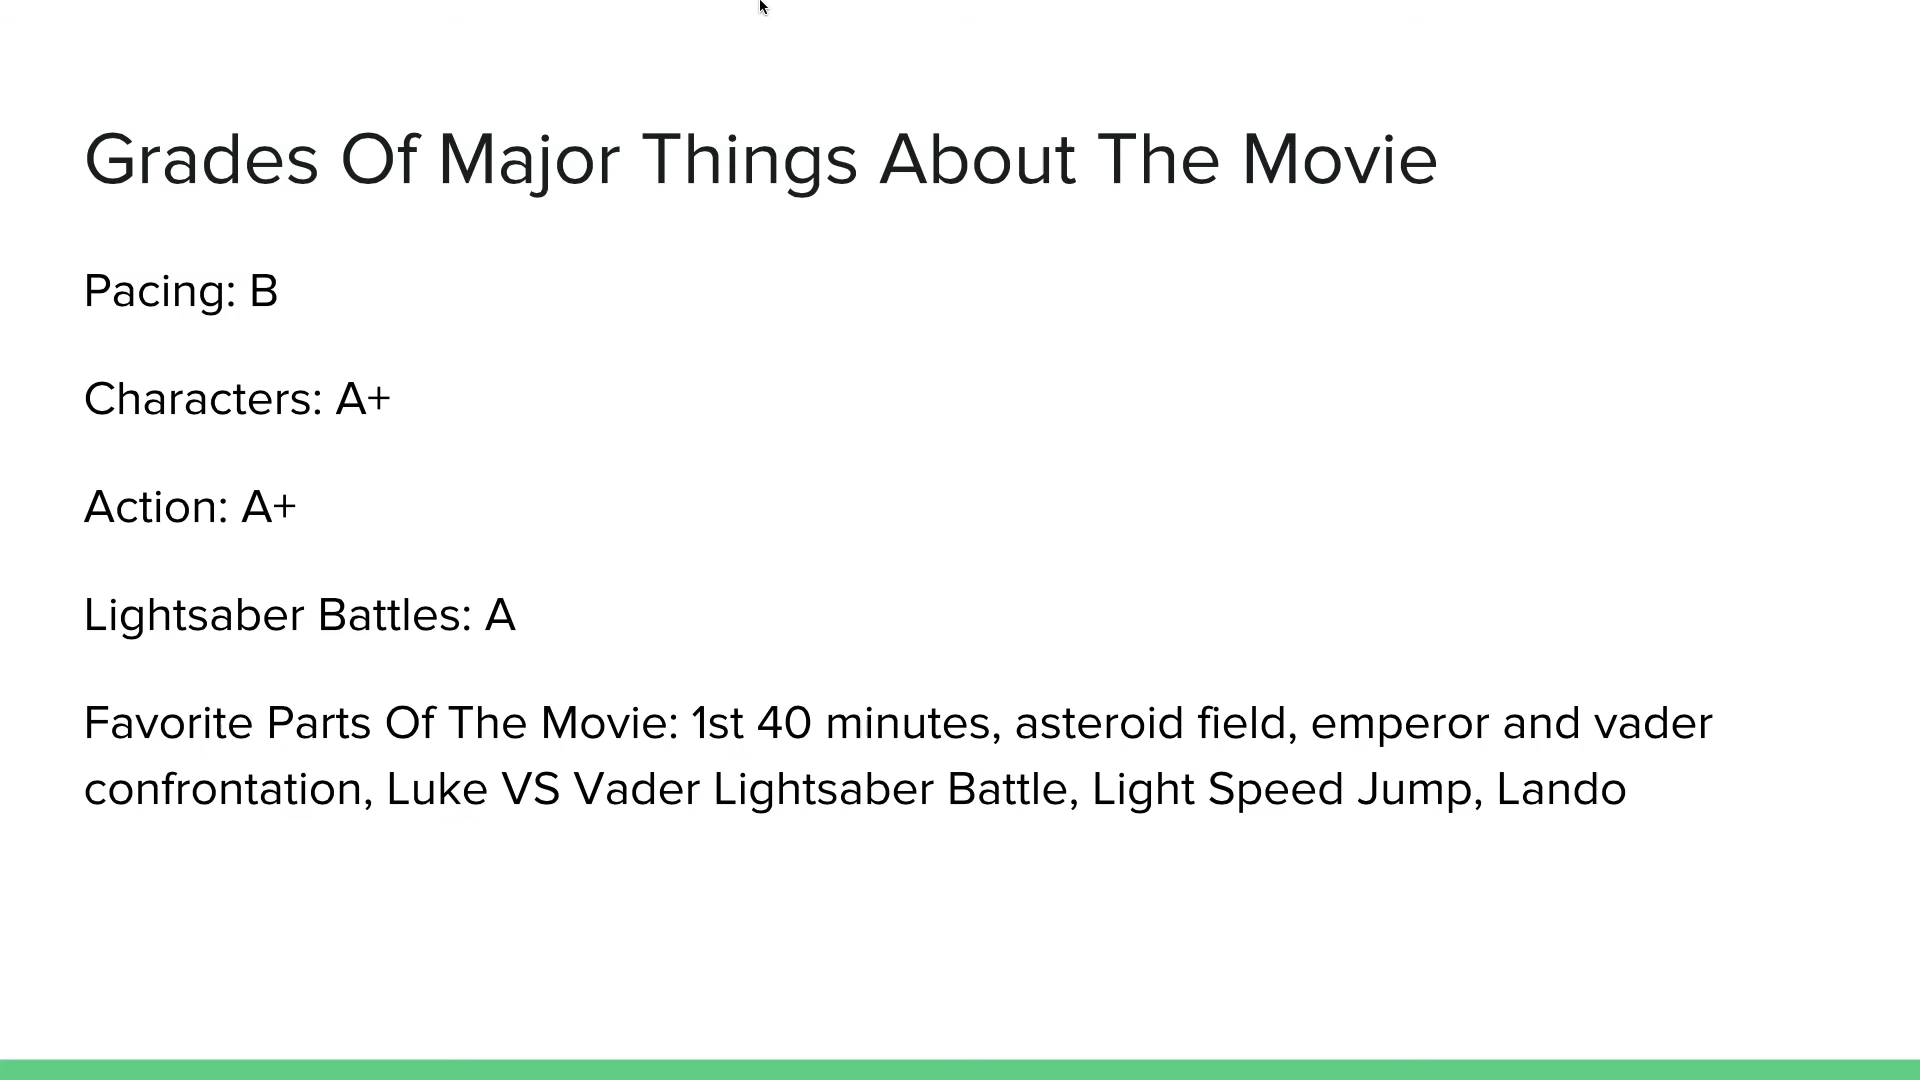 Grades Of Major Things About The Movie
Pacing: B
Characters: A+
Action: A+
Lightsaber Battles: A
Favorite Parts Of The Movie: 1st 40 minutes, asteroid field, emperor and vader
confrontation, Luke VS Vader Lightsaber Battle, Light Speed Jump, Lando